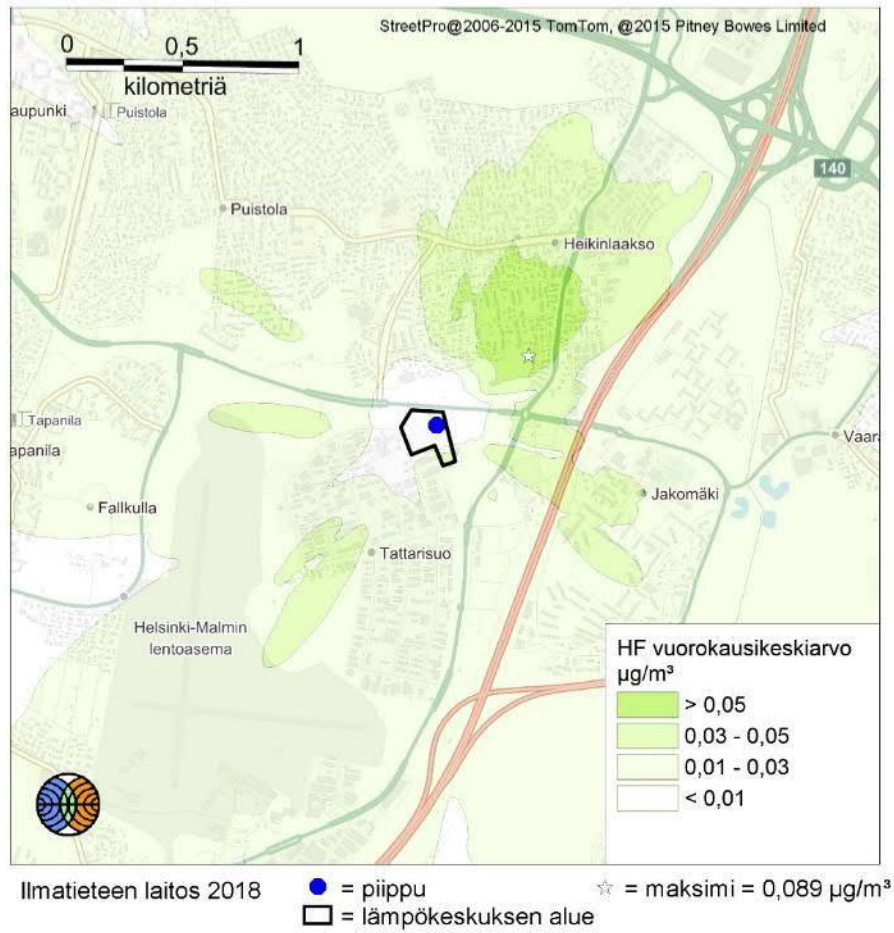 StreetPro@2006-2015 TomTom, @2015 Pitney Bowes Limited
0 0,5 1
kilometriä
aupunki
Puistola
140
Puistola
Heikinlaakso
Tapanila
apanila
Vaara
Jakomäki
Fallkulla
Tattarisuo
Helsinki-Malmin
lentoasema
HF vuorokausikeskiarvo
µg/m³
> 0,05
0,03 - 0,05
0,01 - 0,03
< 0,01
Ilmatieteen laitos 2018
= piippu
= maksimi = 0,089 µg/m³
= lämpökeskuksen alue